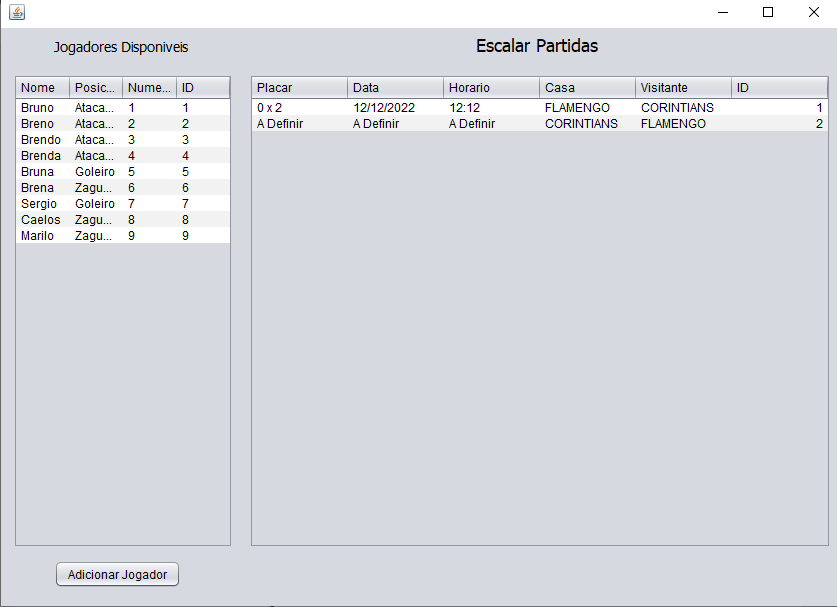 Jogadores Disponiveis
Escalar Partidas
Nome Posic... Nume... ID
Bruno Ataca... 1 1
Breno Ataca... 2 2
Brendo Ataca... 3 3
Brenda Ataca... 4 4
Bruna Goleiro 5 5
Brena Zagu... 6 6
Sergio Goleiro 7 7
Caelos Zagu... 8 8
Marilo Zagu... 9 9
Placar Data Horario Casa Visitante ID
0 x 2 12/12/2022 12:12 FLAMENGO CORINTIANS 1
A Definir A Definir A Definir CORINTIANS FLAMENGO 2
Adicionar Jogador